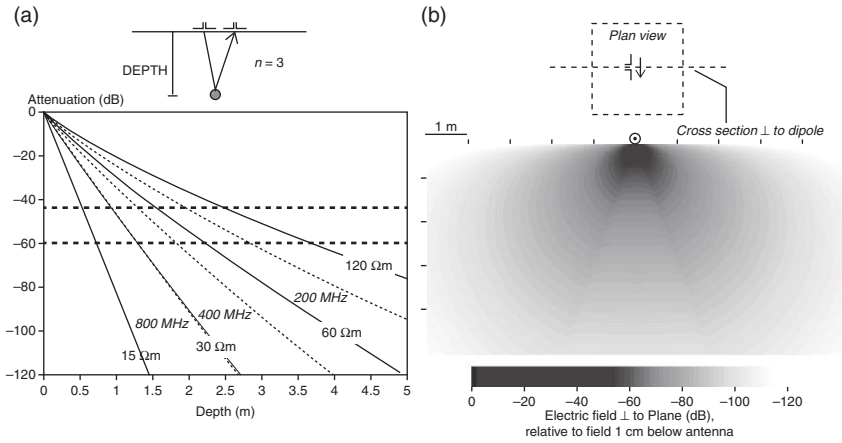 (a)
DEPTH
n = 3
Attenuation (dB)
0
–20
–40
–60
–80
–100
–120
120 Ωm
200 MHz
60 Ωm
400 MHz
30 Ωm
800 MHz
15 Ωm
0 0.5 1 1.5 2 2.5 3 3.5 4 4.5 5
Depth (m)
(b)
Plan view
1 m
Cross section ⊥ to dipole
0 –20 –40 –60 –80 –100 –120
Electric field ⊥ to Plane (dB),
relative to field 1 cm below antenna